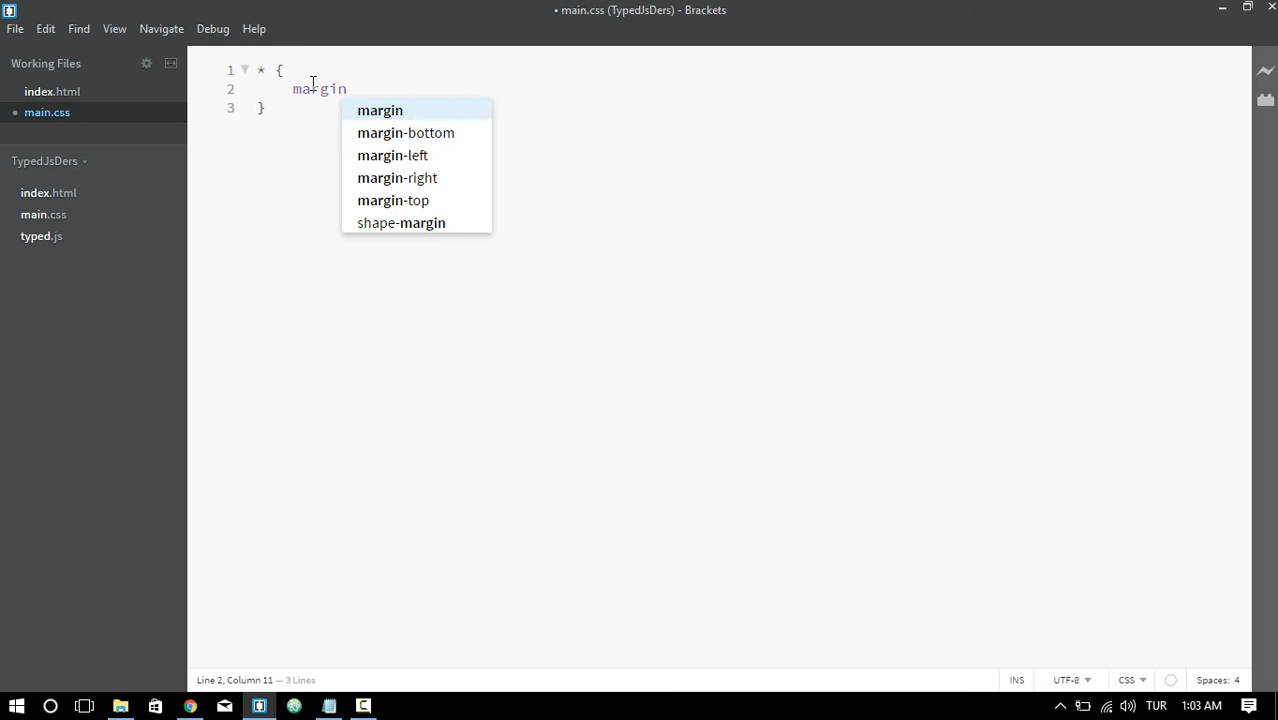 • main.css (TypedJsDers) - Brackets
File Edit Find View Navigate Debug Help
Working Files
index.html
• main.css
TypedJsDers
index.html
main.css
typed.js
1 * {
2 margin
3 }
margin
margin-bottom
margin-left
margin-right
margin-top
shape-margin
Line 2, Column 11 — 3 Lines
INS UTF-8 CSS Spaces: 4
TUR 1:03 AM